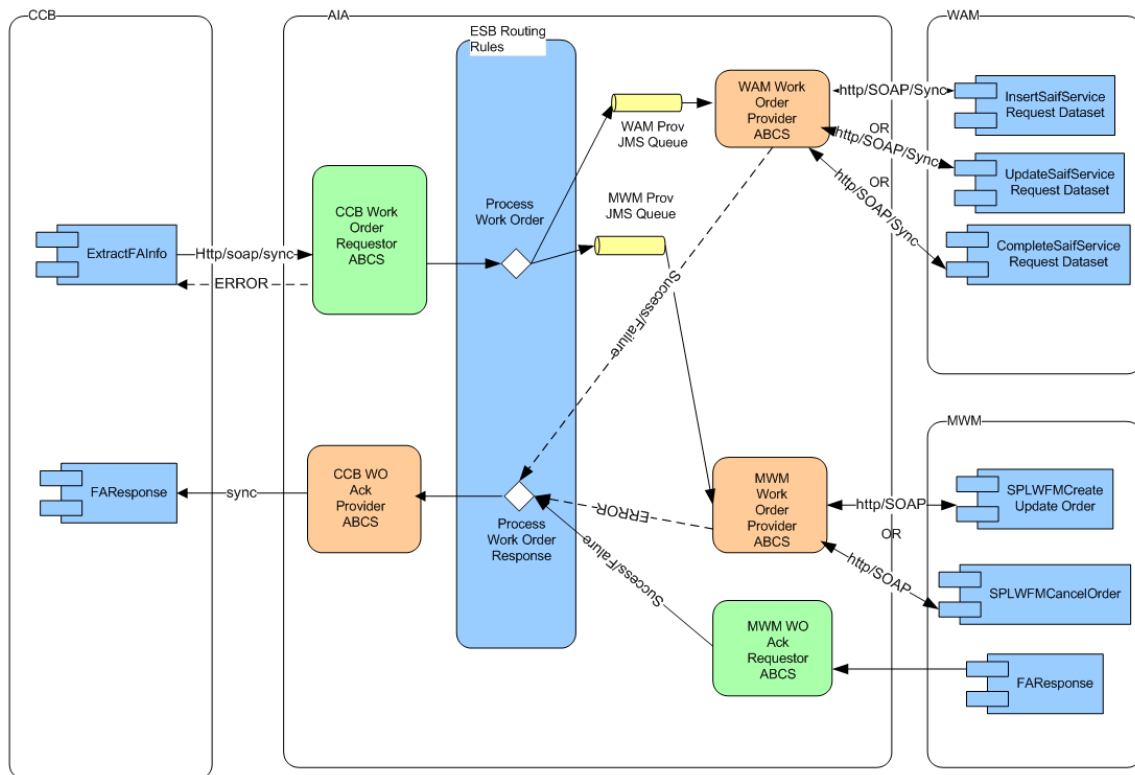 CCB
AIA
WAM
ESB Routing
Rules
WAM Work
Order
Provider
ABCS
http/SOAP/Sync
InsertSaifService
Request Dataset
WAM Prov
JMS Queue
OR
http/SOAP/Sync
UpdateSaifService
Request Dataset
OR
http/SOAP/Sync
CompleteSaifService
Request Dataset
CCB Work
Order
Requestor
ABCS
Process
Work Order
MWM Prov
JMS Queue
ExtractFAInfo
Http/soap/sync
ERROR
Success/Failure
MWM
CCB WO
Ack
Provider
ABCS
FAResponse
sync
Process
Work Order
Response
ERROR
MWM
Work
Order
Provider
ABCS
http/SOAP
SPLWFMCreate
Update Order
OR
http/SOAP
SPLWFMCancelOrder
Success/Failure
MWM WO
Ack
Requestor
ABCS
FAResponse